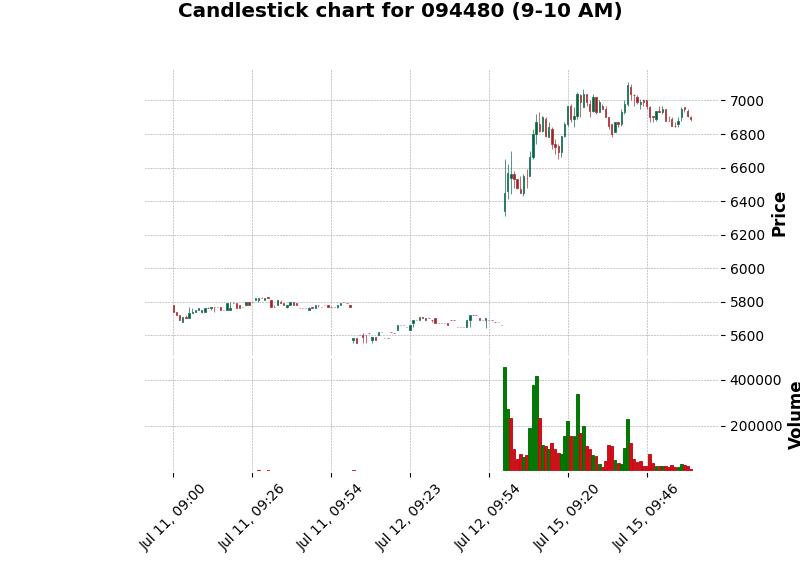 Candlestick chart for 094480 (9-10 AM)
7000
6800
6600
6400
6200
6000
5800
5600
Price
400000
200000
Volume
Jul 11, 09:00
Jul 11, 09:26
Jul 11, 09:54
Jul 12, 09:23
Jul 12, 09:54
Jul 15, 09:20
Jul 15, 09:46